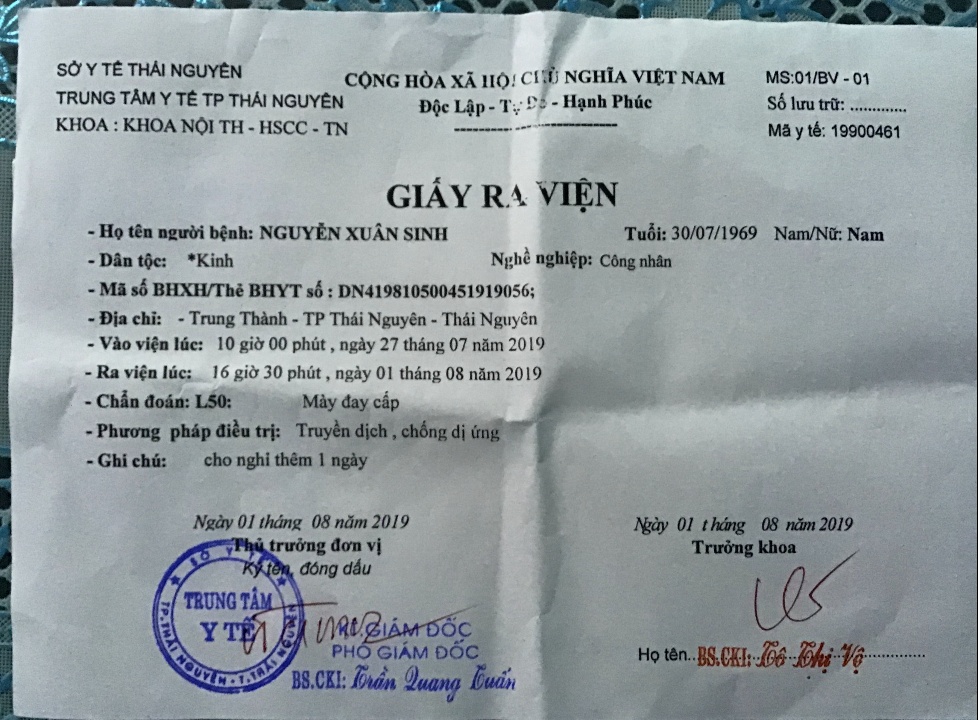 SỞ Y TẾ THÁI NGUYÊN
TRUNG TÂM Y TẾ TP THÁI NGUYÊN
KHOA : KHOA NỘI TH - HSCC - TN
CỘNG HÒA XÃ HỘI CHỦ NGHĨA VIỆT NAM
Độc Lập - Tự Do - Hạnh Phúc
MS:01/BV - 01
Số lưu trữ: .............
Mã y tế: 19900461
GIẤY RA VIỆN
- Họ tên người bệnh: NGUYỄN XUÂN SINH Tuổi: 30/07/1969 Nam/Nữ: Nam
- Dân tộc: *Kinh Nghề nghiệp: Công nhân
- Mã số BHXH/Thẻ BHYT số : DN419810500451919056;
- Địa chỉ: - Trung Thành - TP Thái Nguyên - Thái Nguyên
- Vào viện lúc: 10 giờ 00 phút , ngày 27 tháng 07 năm 2019
- Ra viện lúc: 16 giờ 30 phút , ngày 01 tháng 08 năm 2019
- Chẩn đoán: L50: Mày đay cấp
- Phương pháp điều trị: Truyền dịch , chống dị ứng
- Ghi chú: cho nghỉ thêm 1 ngày
Ngày 01 tháng 08 năm 2019
Thủ trưởng đơn vị
Ký tên, đóng dấu
SỞ Y TẾ
TRUNG TÂM
Y TẾ
TP.THÁI NGUYÊN - T.THÁI NGUYÊN
KT.GIÁM ĐỐC
PHÓ GIÁM ĐỐC
BS.CKI: Trần Quang Tuấn
Ngày 01 tháng 08 năm 2019
Trưởng khoa
Họ tên..BS.CKI: Tô Thị Vệ